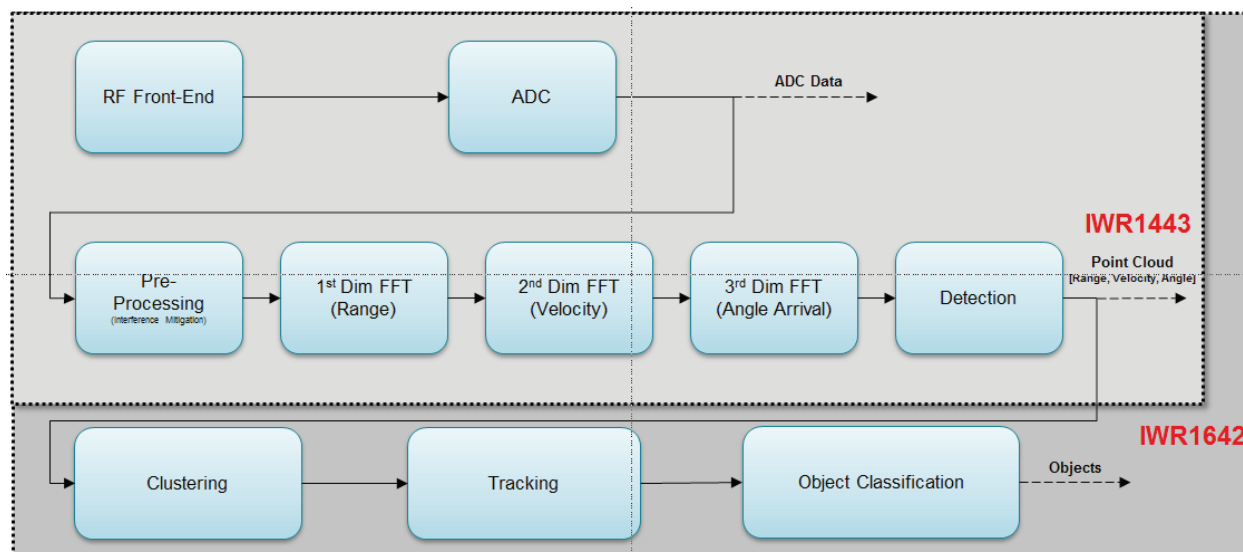 RF Front-End
ADC
ADC Data
IWR1443
Pre-
Processing
(Interference Mitigation)
1st Dim FFT
(Range)
2nd Dim FFT
(Velocity)
3rd Dim FFT
(Angle Arrival)
Detection
Point Cloud
[Range, Velocity, Angle]
IWR1642
Clustering
Tracking
Object Classification
Objects